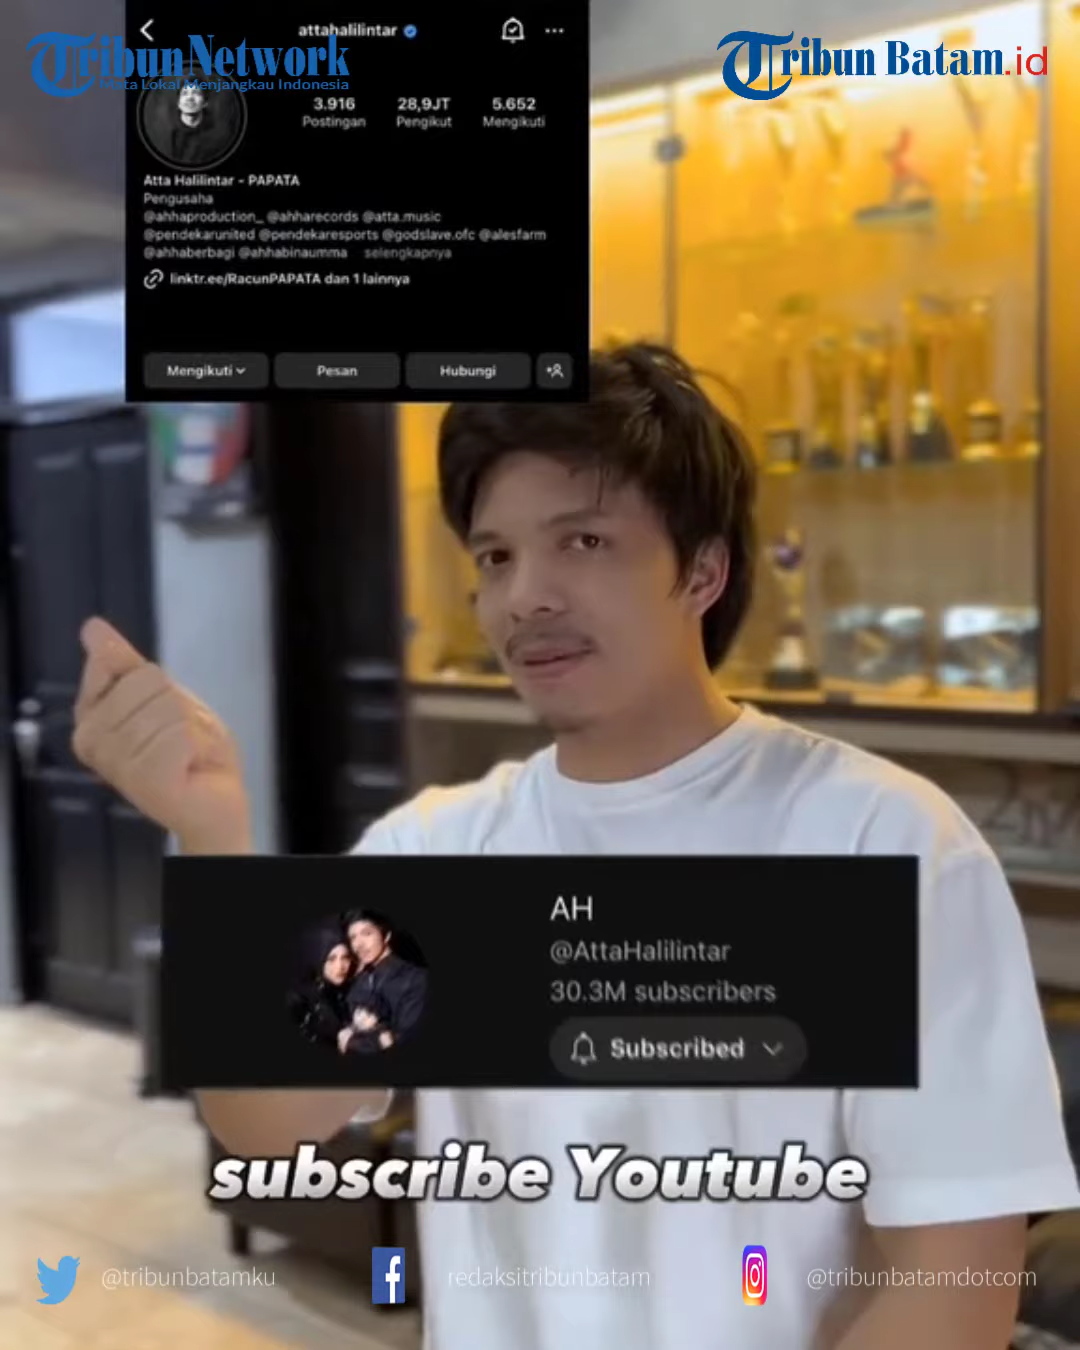 attahalilintar
TribunNetwork
Mata Lokal Menjangkau Indonesia
Tribun Batam.id
3.916
28,9JT
5.652
Postingan
Pengikut
Mengikuti
Atta Halilintar - PAPATA
Pengusaha
@ahhaproduction_ @ahharecords @atta.music
@pendekarunited @pendekaresports @godslave.ofc @alesfarm
@ahhaberbagi @ahhabinaumma selengkapnya
linktr.ee/RacunPAPATA dan 1 lainnya
Mengikuti
Pesan
Hubungi
AH
@AttaHalilintar
30.3M subscribers
Subscribed
subscribe Youtube
@tribunbatamku
redaksitribunbatam
@tribunbatamdotcom